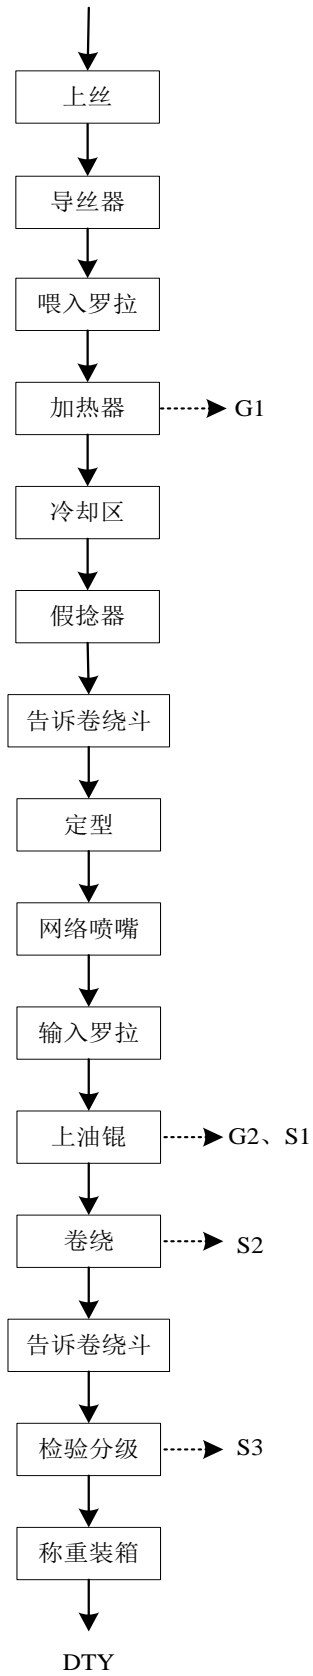 上丝
导丝器
喂入罗拉
加热器
G1
冷却区
假捻器
告诉卷绕斗
定型
网络喷嘴
输入罗拉
上油锟
G2、S1
卷绕
S2
告诉卷绕斗
检验分级
S3
称重装箱
DTY